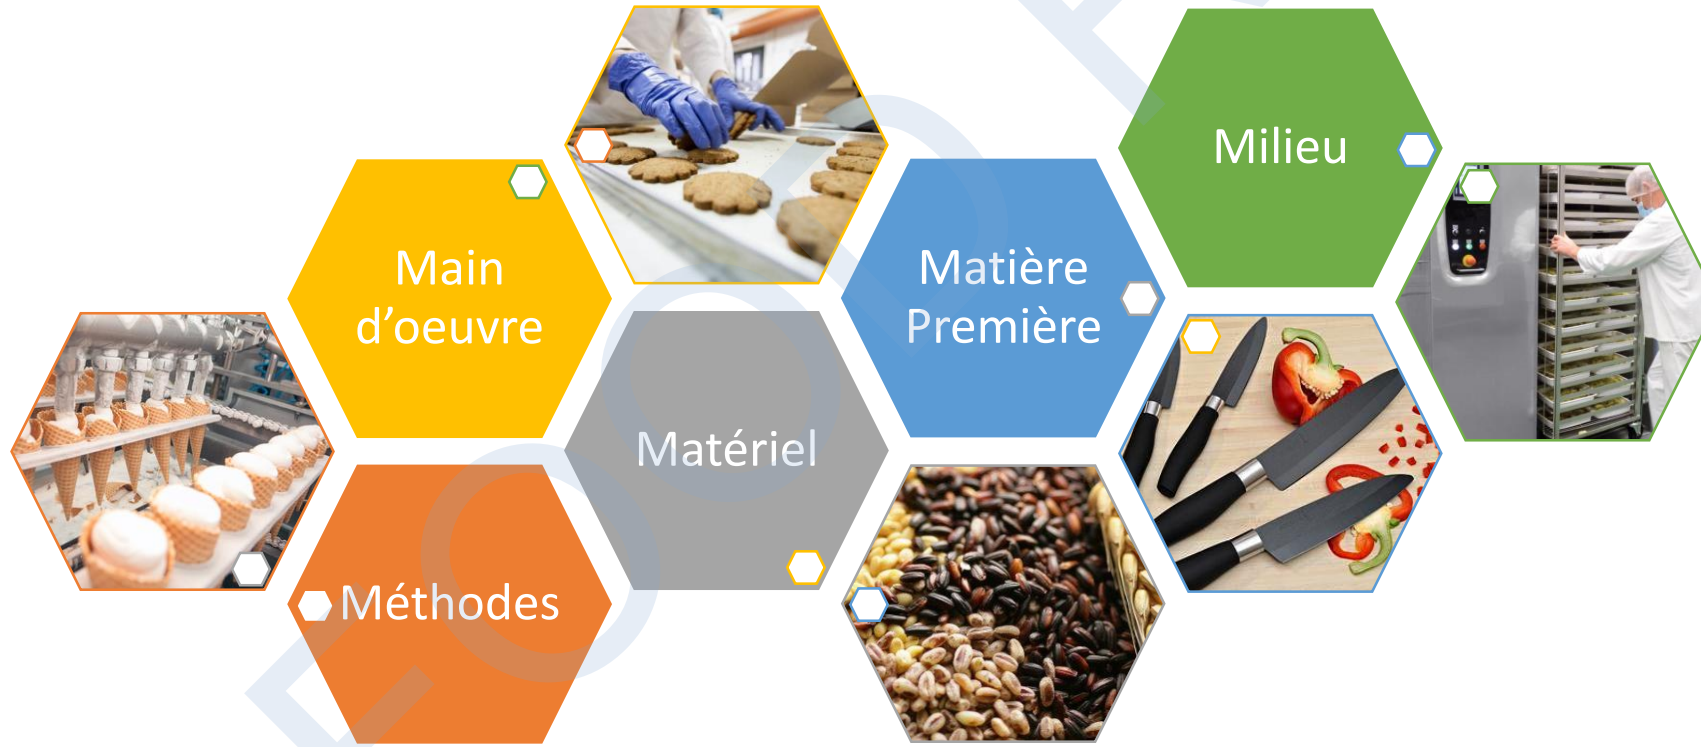 Main
d’oeuvre
Méthodes
Matériel
Matière
Première
Milieu